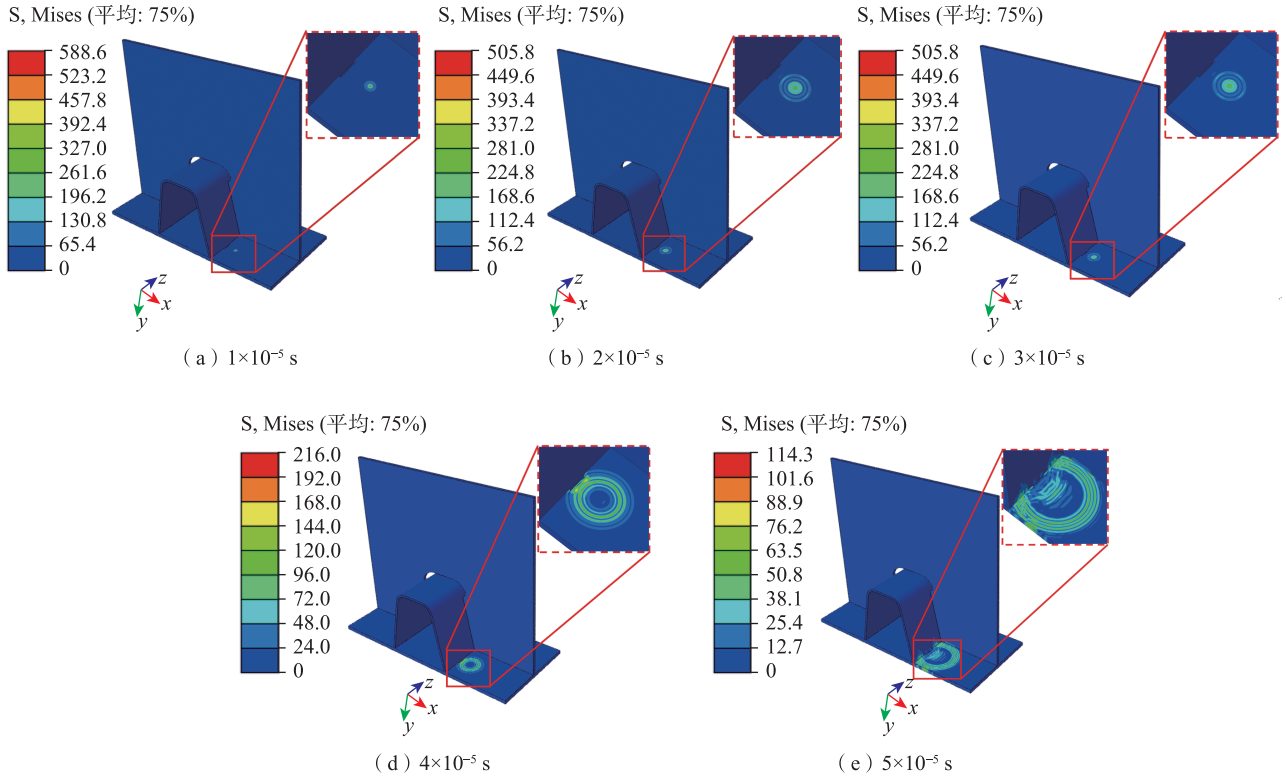 S, Mises (平均: 75%)
588.6
523.2
457.8
392.4
327.0
261.6
196.2
130.8
65.4
0
z
x
y
(a) 1×10⁻⁵ s
S, Mises (平均: 75%)
505.8
449.6
393.4
337.2
281.0
224.8
168.6
112.4
56.2
0
z
x
y
(b) 2×10⁻⁵ s
S, Mises (平均: 75%)
505.8
449.6
393.4
337.2
281.0
224.8
168.6
112.4
56.2
0
z
x
y
(c) 3×10⁻⁵ s
S, Mises (平均: 75%)
216.0
192.0
168.0
144.0
120.0
96.0
72.0
48.0
24.0
0
z
x
y
(d) 4×10⁻⁵ s
S, Mises (平均: 75%)
114.3
101.6
88.9
76.2
63.5
50.8
38.1
25.4
12.7
0
z
x
y
(e) 5×10⁻⁵ s